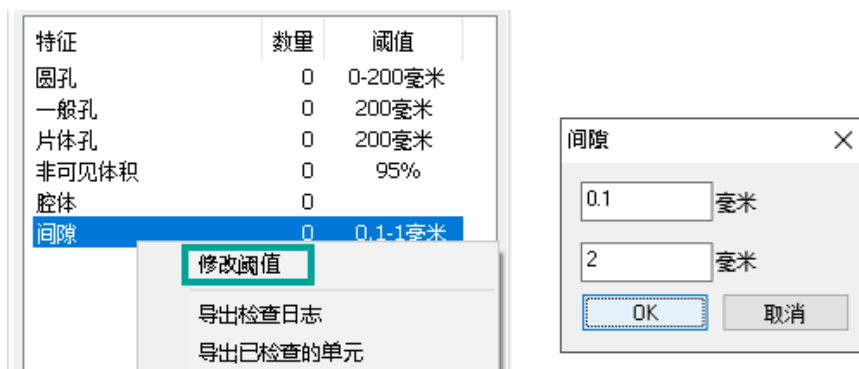 特征 数量 阈值
圆孔 0 0-200毫米
一般孔 0 200毫米
片体孔 0 200毫米
非可见体积 0 95%
腔体 0
间隙 0 0.1-1毫米
修改阈值
导出检查日志
导出已检查的单元
间隙
0.1 毫米
2 毫米
OK 取消